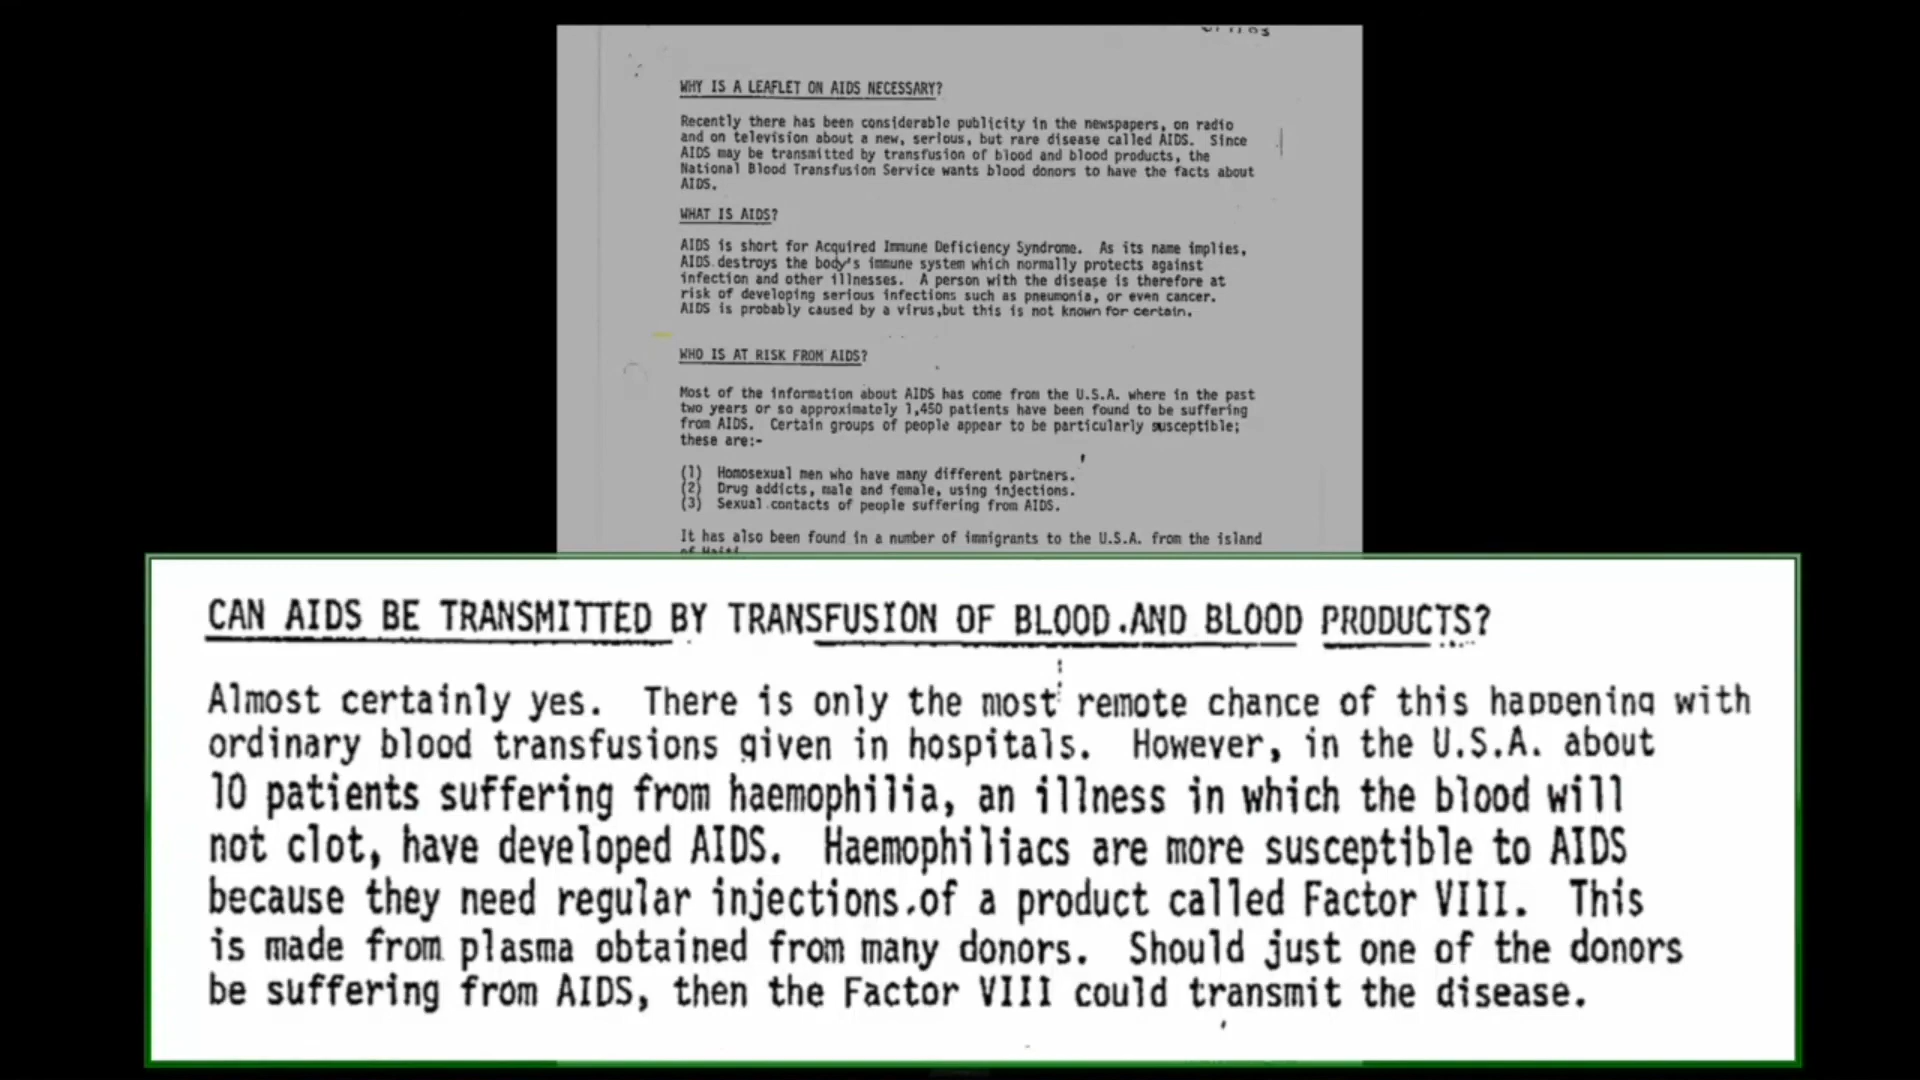 WHY IS A LEAFLET ON AIDS NECESSARY?
Recently there has been considerable publicity in the newspapers, on radio
and on television about a new, serious, but rare disease called AIDS. Since
AIDS may be transmitted by transfusion of blood and blood products, the
National Blood Transfusion Service wants blood donors to have the facts about
AIDS.
WHAT IS AIDS?
AIDS is short for Acquired Immune Deficiency Syndrome. As its name implies,
AIDS destroys the body's immune system which normally protects against
infection and other illnesses. A person with the disease is therefore at
risk of developing serious infections such as pneumonia, or even cancer.
AIDS is probably caused by a virus,but this is not known for certain.
WHO IS AT RISK FROM AIDS?
Most of the information about AIDS has come from the U.S.A. where in the past
two years or so approximately 1,450 patients have been found to be suffering
from AIDS. Certain groups of people appear to be particularly susceptible;
these are:-
(1) Homosexual men who have many different partners.
(2) Drug addicts, male and female, using injections.
(3) Sexual contacts of people suffering from AIDS.
It has also been found in a number of immigrants to the U.S.A. from the island
of Haiti
CAN AIDS BE TRANSMITTED BY TRANSFUSION OF BLOOD AND BLOOD PRODUCTS?
Almost certainly yes. There is only the most remote chance of this happening with
ordinary blood transfusions given in hospitals. However, in the U.S.A. about
10 patients suffering from haemophilia, an illness in which the blood will
not clot, have developed AIDS. Haemophiliacs are more susceptible to AIDS
because they need regular injections of a product called Factor VIII. This
is made from plasma obtained from many donors. Should just one of the donors
be suffering from AIDS, then the Factor VIII could transmit the disease.